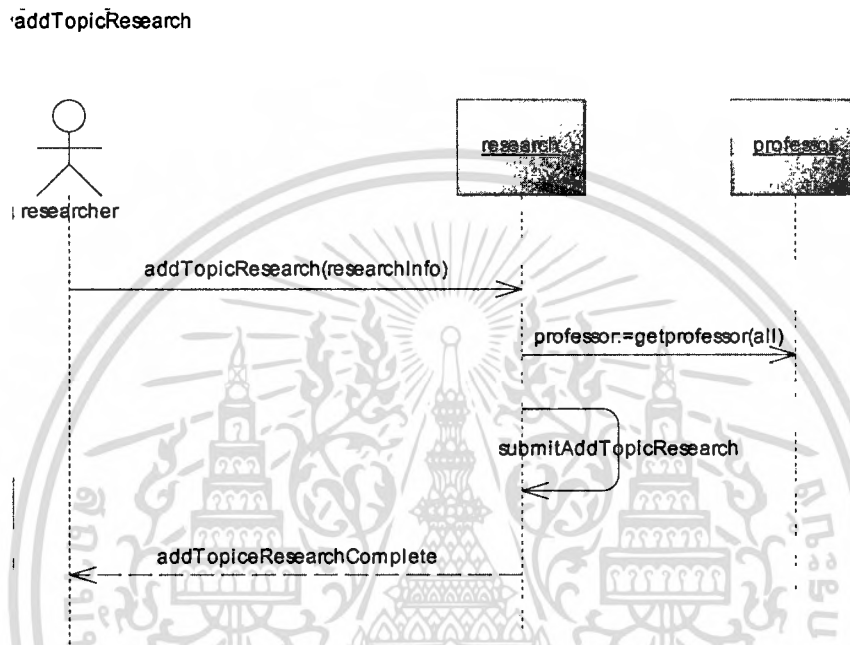 addTopicResearch
research
professor
researcher
addTopicResearch(researchInfo)
professor:=getprofessor(all)
submitAddTopicResearch
addTopiceResearchComplete